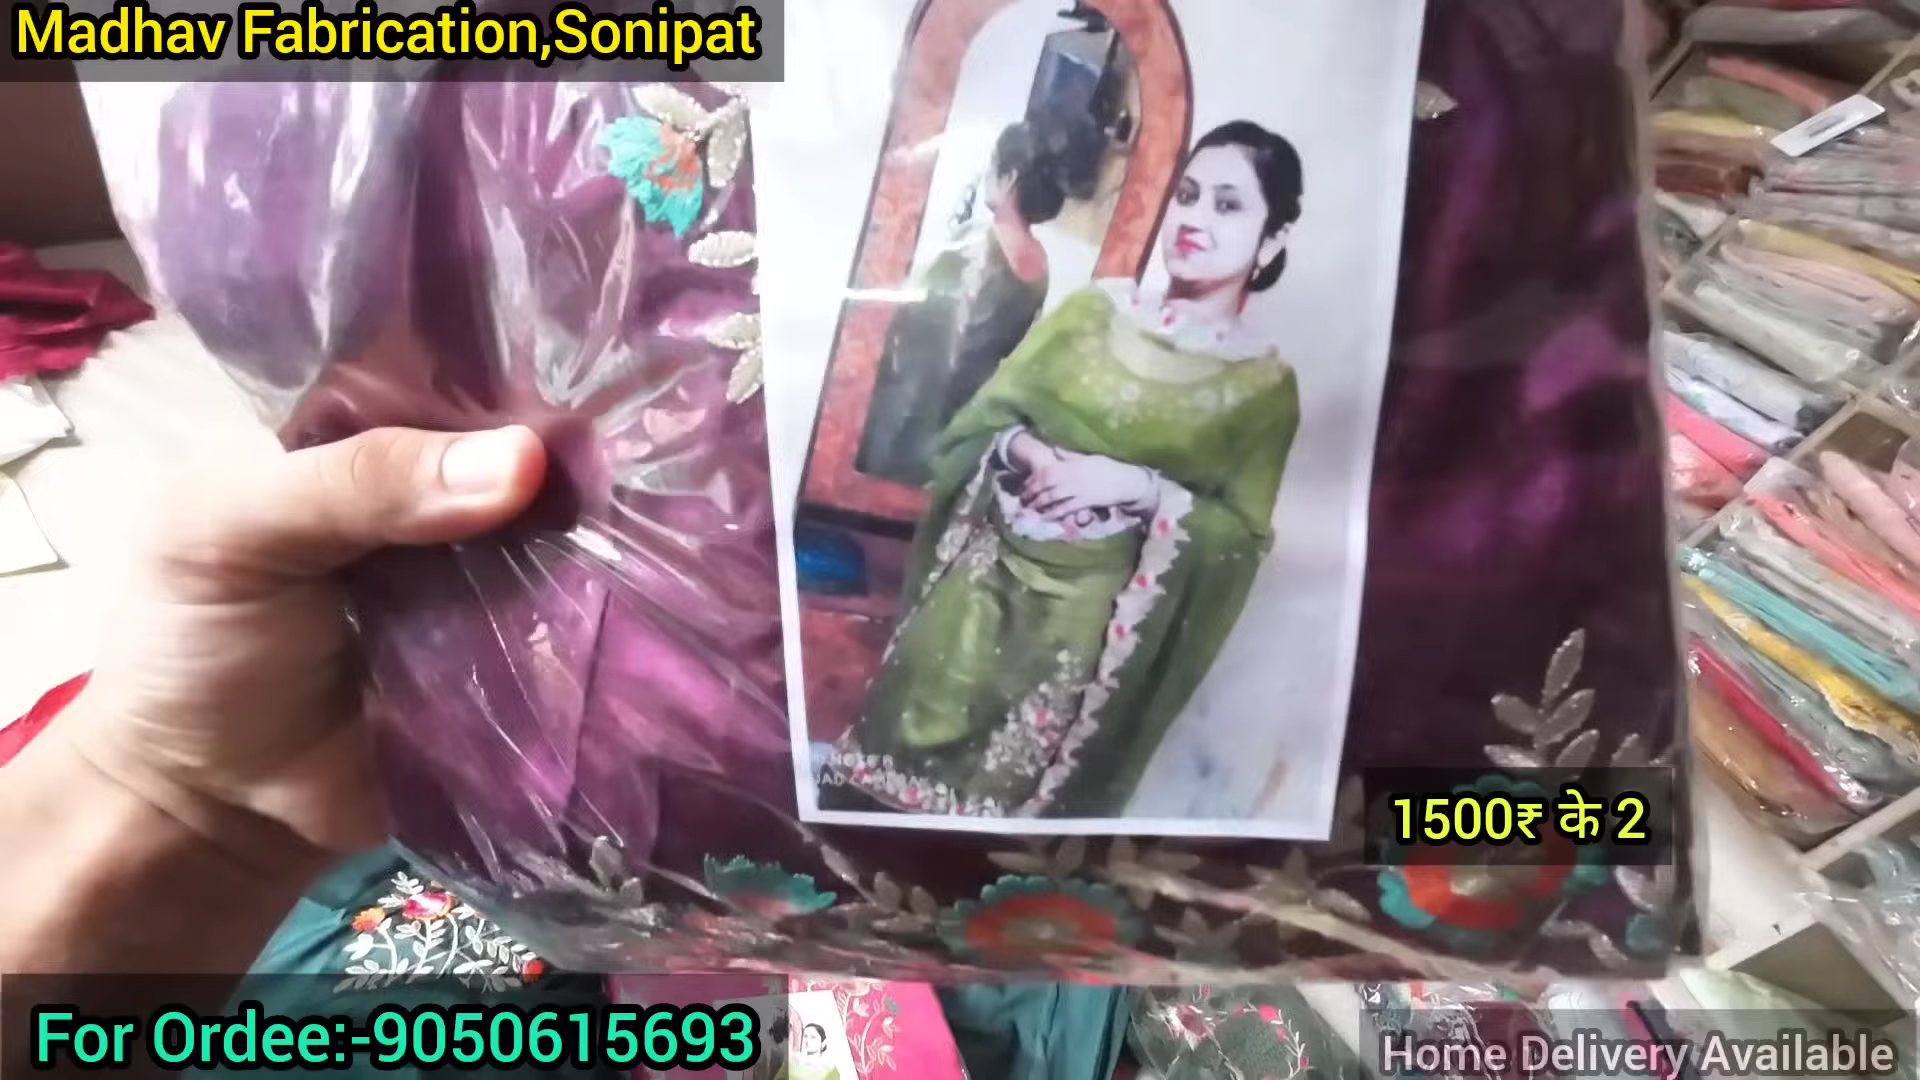 Madhav Fabrication,Sonipat
1500₹ के 2
For Ordee:-9050615693
Home Delivery Available